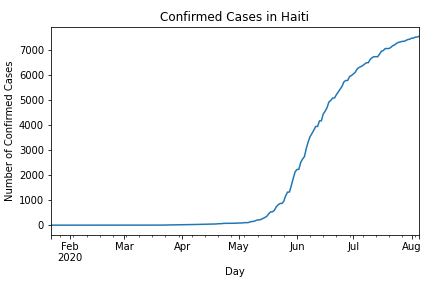 Confirmed Cases in Haiti
Number of Confirmed Cases
7000
6000
5000
4000
3000
2000
1000
0
Feb Mar Apr May Jun Jul Aug
2020
Day